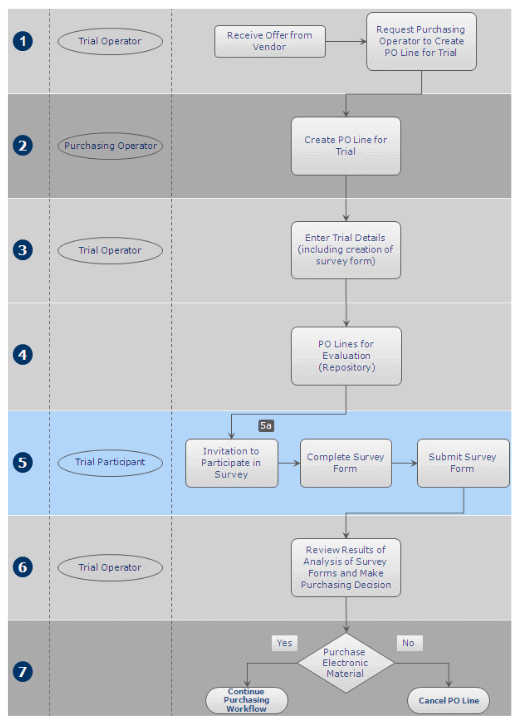 1
Trial Operator
Receive Offer from
Vendor
Request Purchasing
Operator to Create
PO Line for Trial
2
Purchasing Operator
Create PO Line for
Trial
3
Trial Operator
Enter Trial Details
(including creation of
survey form)
4
PO Lines for
Evaluation
(Repository)
5a
5
Trial Participant
Invitation to
Participate in
Survey
Complete Survey
Form
Submit Survey
Form
6
Trial Operator
Review Results of
Analysis of Survey
Forms and Make
Purchasing Decision
7
Yes
No
Purchase
Electronic
Material
Continue
Purchasing
Workflow
Cancel PO Line